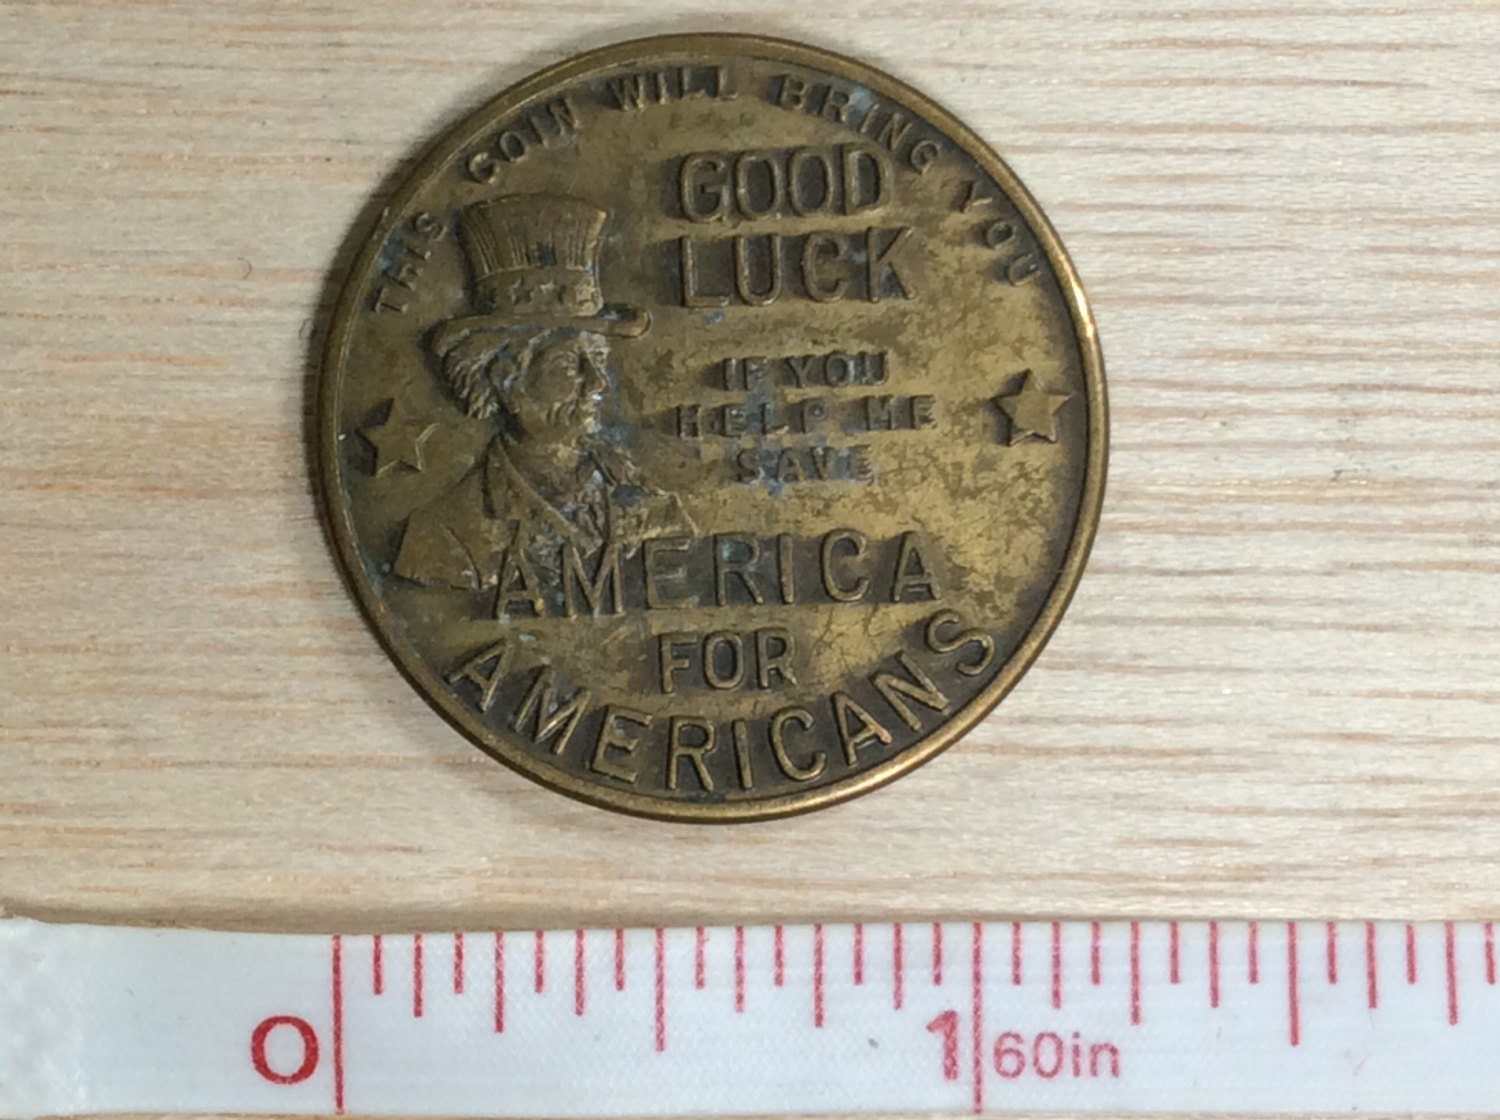 THIS COIN WILL BRING YOU
GOOD
LUCK
IF YOU
HELP ME
SAVE
AMERICA
FOR
AMERICANS
0 1 60in